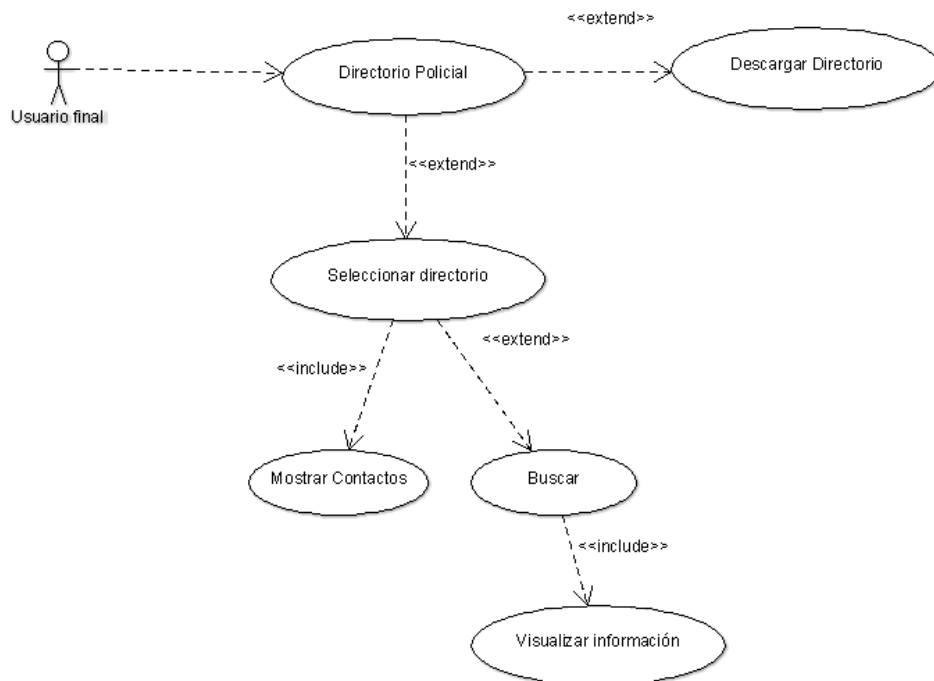 <<extend>>
Directorio Policial
Descargar Directorio
Usuario final
<<extend>>
Seleccionar directorio
<<include>>
<<extend>>
Mostrar Contactos
Buscar
<<include>>
Visualizar información